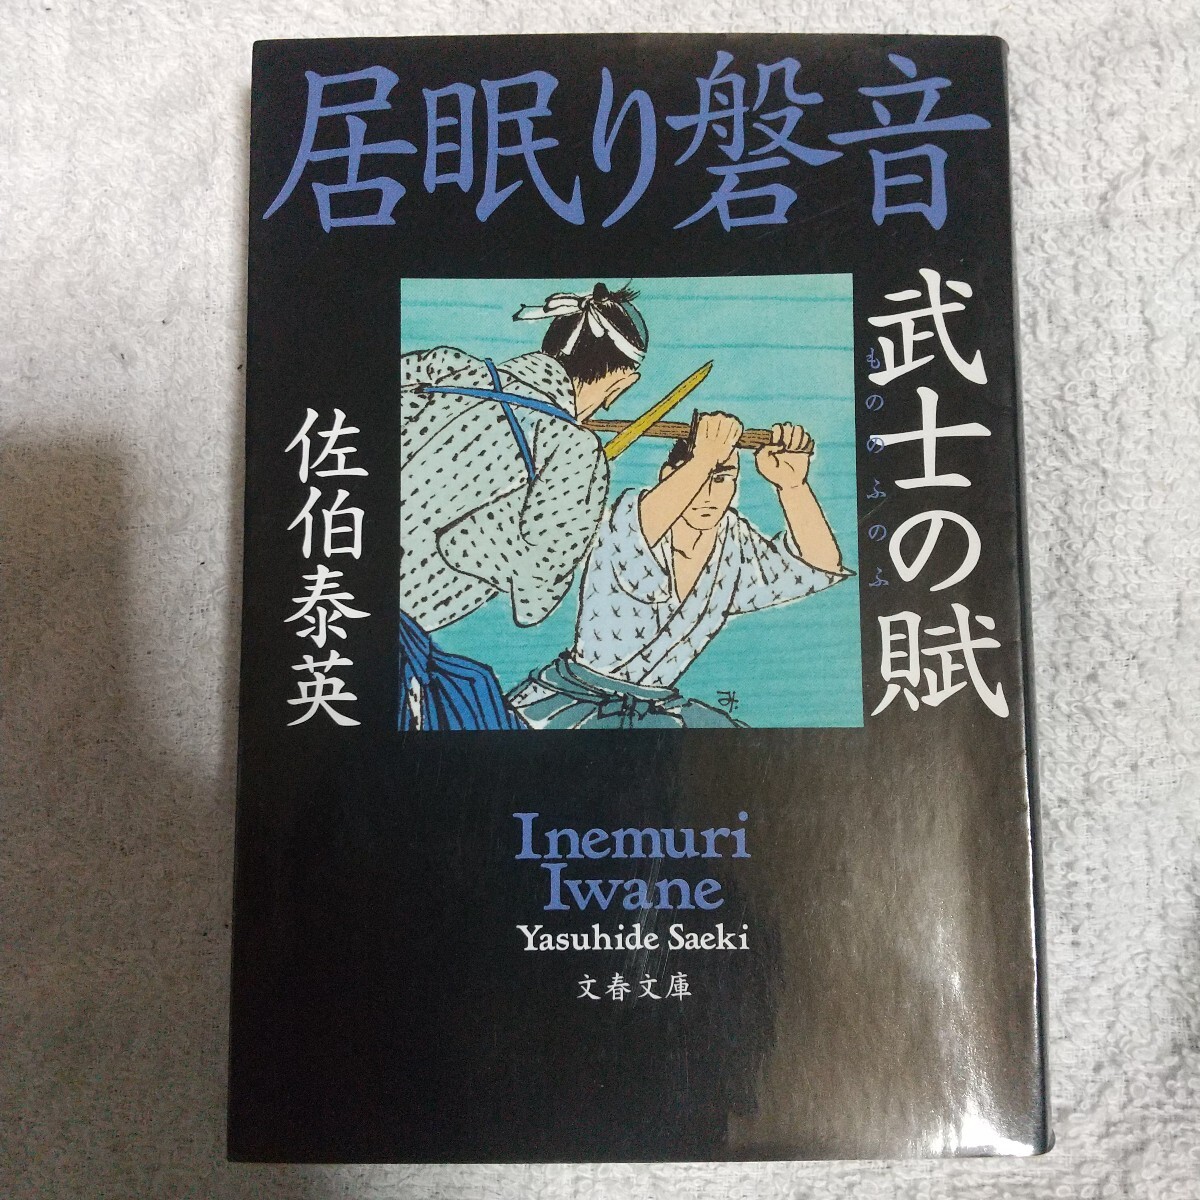 居眠り磐音
武士の賦
もののふのふ
佐伯泰英
み
Inemuri
Iwane
Yasuhide Saeki
文春文庫